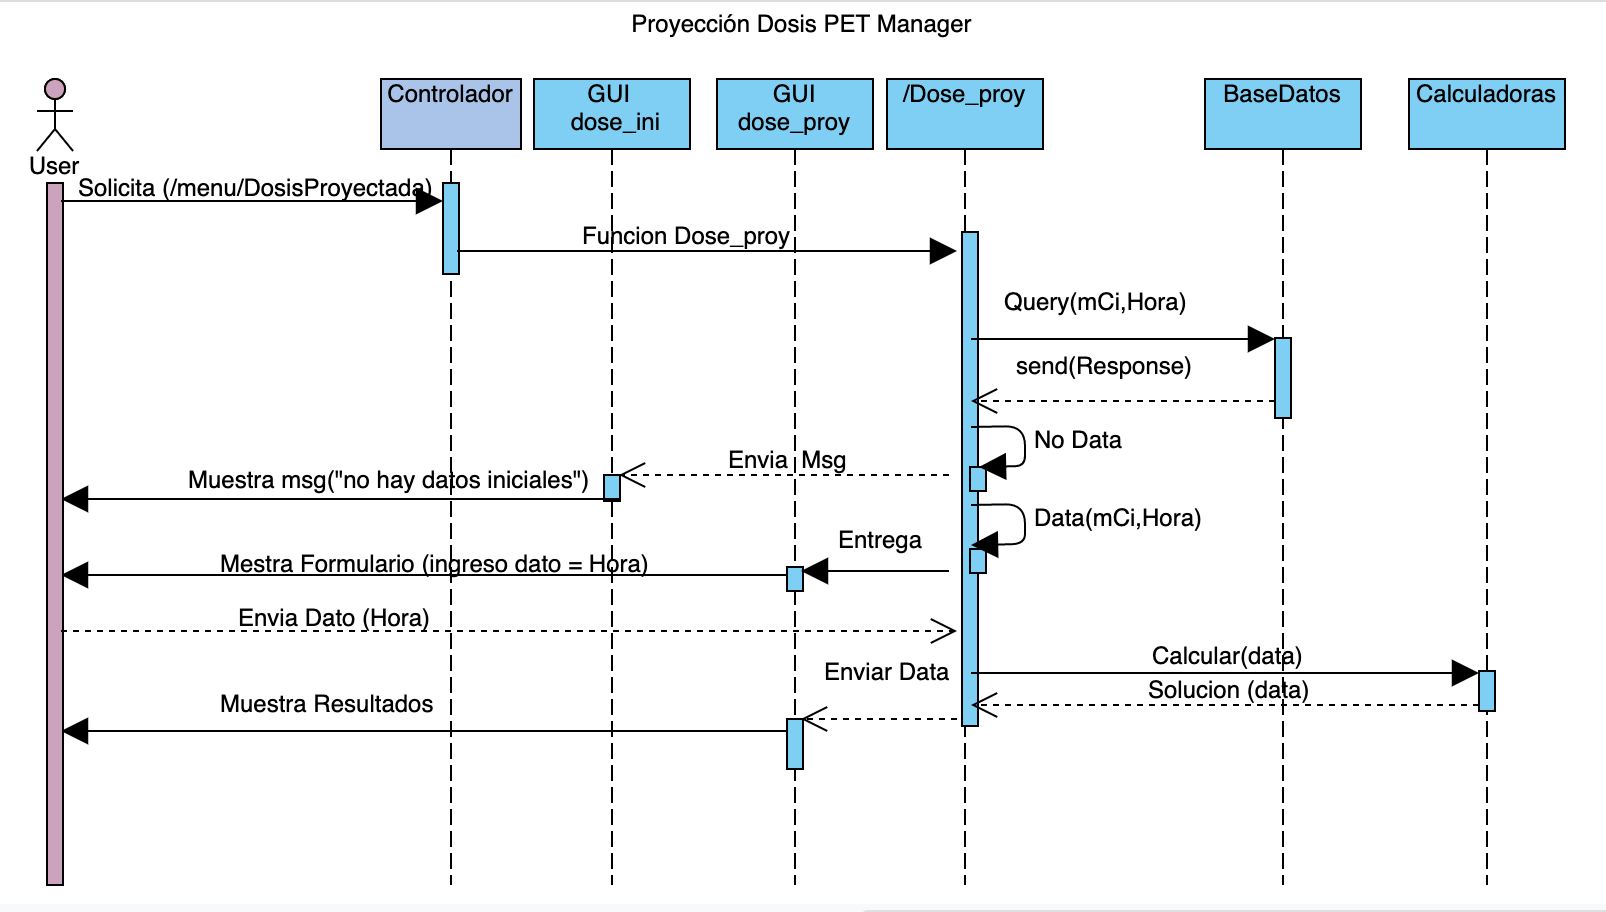 Proyección Dosis PET Manager
User
Controlador
GUI
dose_ini
GUI
dose_proy
/Dose_proy
BaseDatos
Calculadoras
Solicita (/menu/DosisProyectada)
Funcion Dose_proy
Query(mCi,Hora)
send(Response)
No Data
Envia Msg
Muestra msg("no hay datos iniciales")
Data(mCi,Hora)
Entrega
Mestra Formulario (ingreso dato = Hora)
Envia Dato (Hora)
Calcular(data)
Enviar Data
Solucion (data)
Muestra Resultados